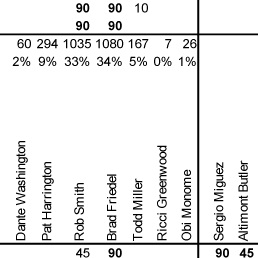 90 90 10
90 90
60 294 1035 1080 167 7 26
2% 9% 33% 34% 5% 0% 1%
Dante Washington
Pat Harrington
Rob Smith
Brad Friedel
Todd Miller
Ricci Greenwood
Obi Monome
Sergio Miguez
Altimont Butler
45 90 90 45